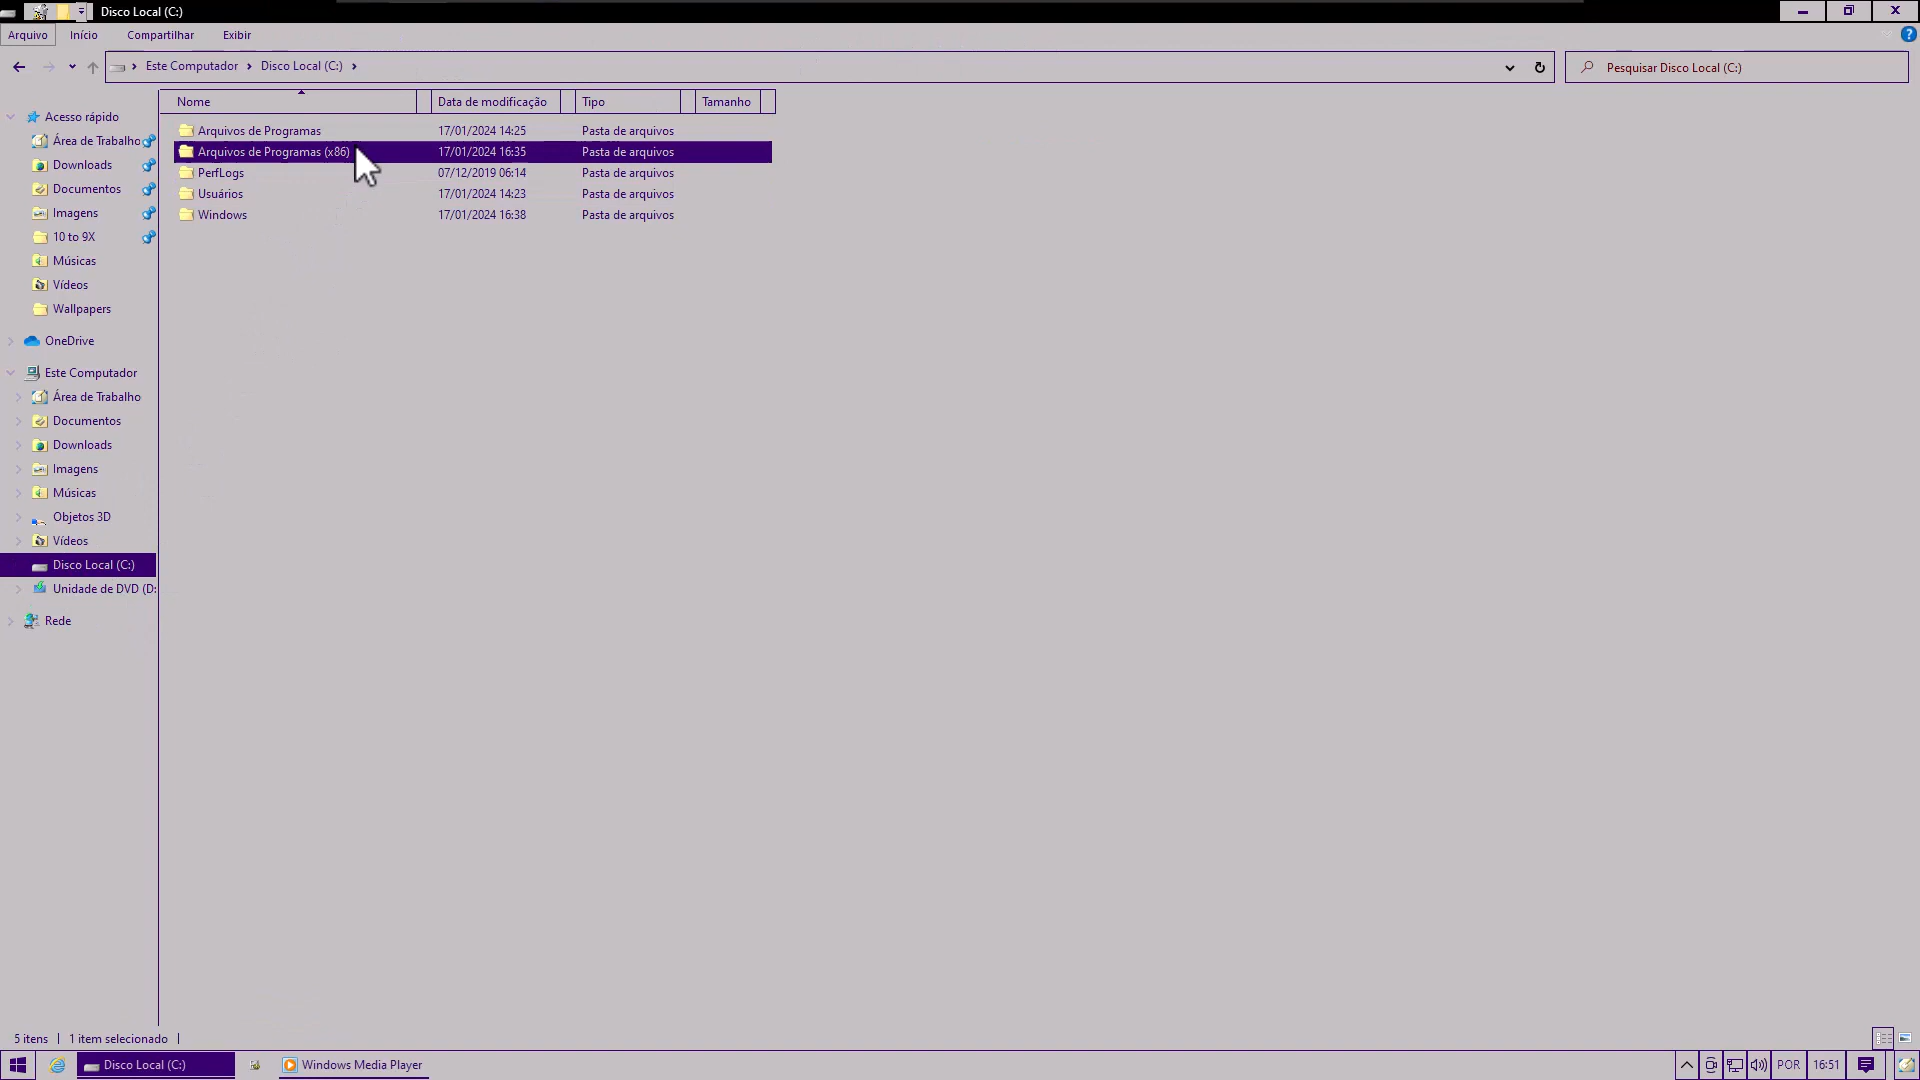 Disco Local (C:)
Arquivo Início Compartilhar Exibir
Este Computador Disco Local (C:)
Pesquisar Disco Local (C:)
Nome Data de modificação Tipo Tamanho
Arquivos de Programas 17/01/2024 14:25 Pasta de arquivos
Arquivos de Programas (x86) 17/01/2024 16:35 Pasta de arquivos
PerfLogs 07/12/2019 06:14 Pasta de arquivos
Usuários 17/01/2024 14:23 Pasta de arquivos
Windows 17/01/2024 16:38 Pasta de arquivos
Acesso rápido
Área de Trabalho
Downloads
Documentos
Imagens
10 to 9X
Músicas
Vídeos
Wallpapers
OneDrive
Este Computador
Área de Trabalho
Documentos
Downloads
Imagens
Músicas
Objetos 3D
Vídeos
Disco Local (C:)
Unidade de DVD (D:
Rede
5 itens 1 item selecionado
Disco Local (C:) Windows Media Player POR 16:51